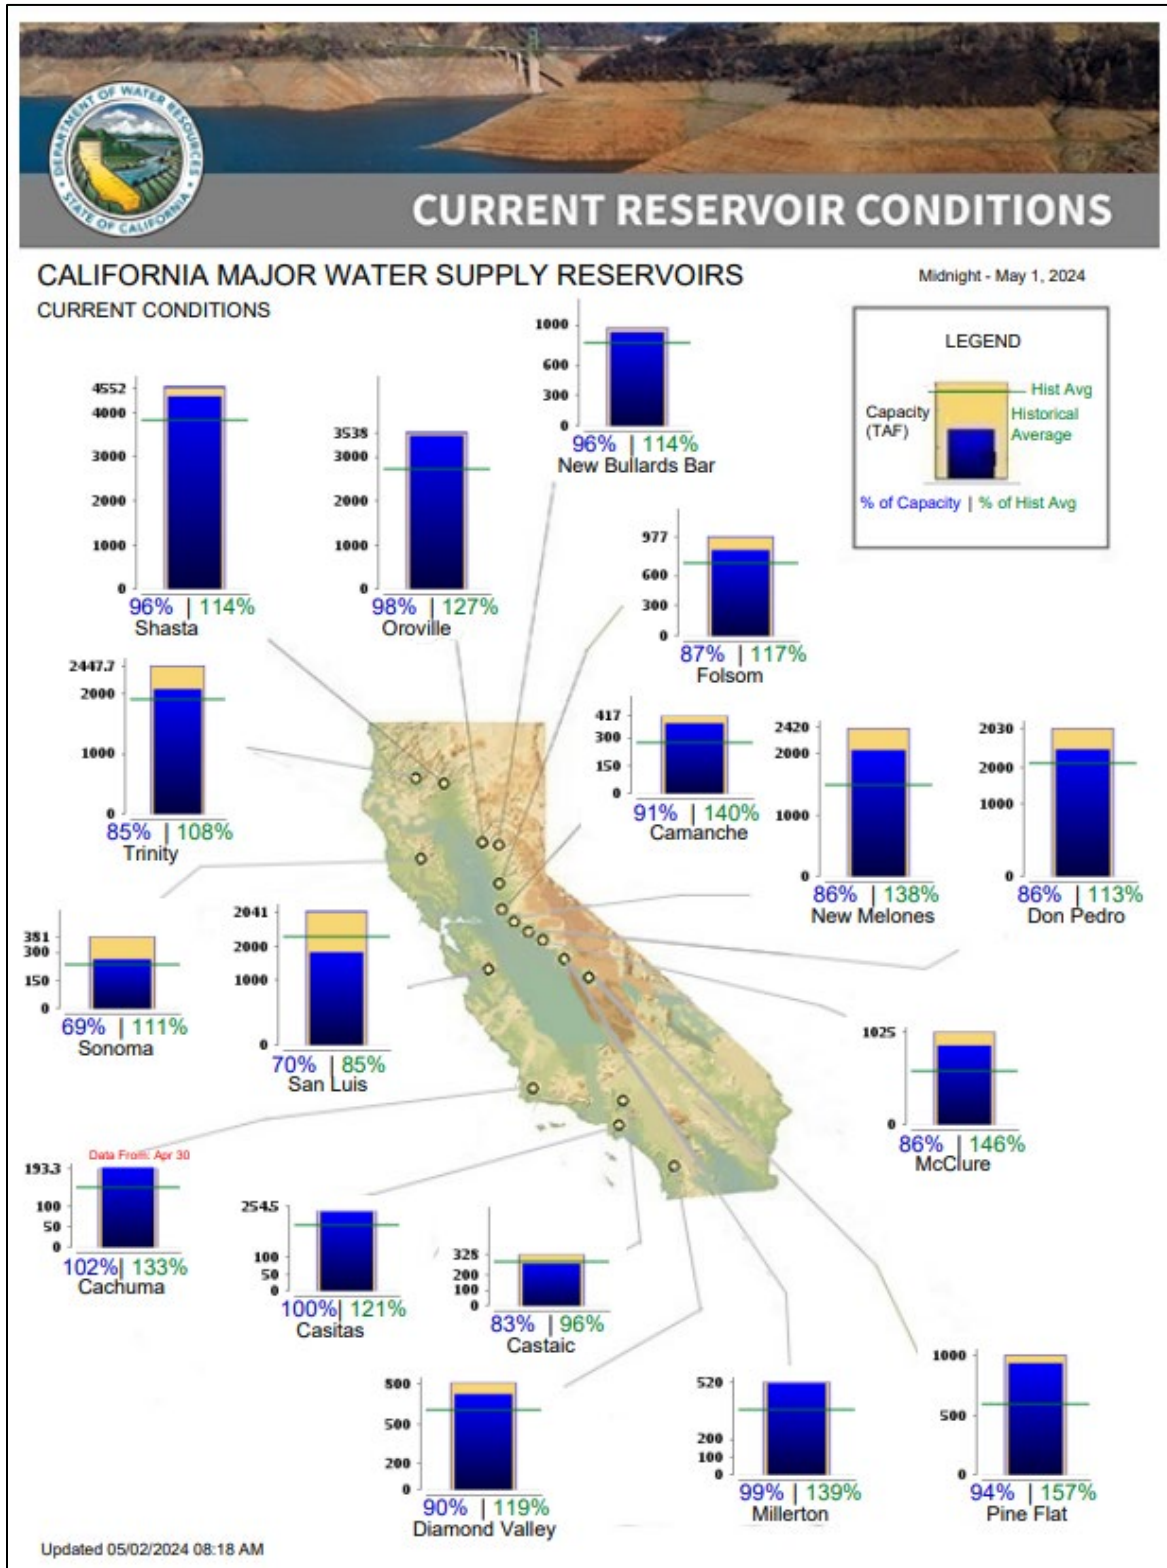 DEPARTMENT OF WATER RESOURCES
STATE OF CALIFORNIA
CURRENT RESERVOIR CONDITIONS
CALIFORNIA MAJOR WATER SUPPLY RESERVOIRS
Midnight - May 1, 2024
CURRENT CONDITIONS
LEGEND
Hist Avg
Capacity
(TAF)
Historical
Average
% of Capacity | % of Hist Avg
1000
600
300
0
96% | 114%
New Bullards Bar
4552
4000
3000
2000
1000
0
96% | 114%
Shasta
3538
3000
2000
1000
0
98% | 127%
Oroville
977
600
300
0
87% | 117%
Folsom
2447.7
2000
1000
0
85% | 108%
Trinity
417
300
150
0
91% | 140%
Camanche
2420
2000
1000
0
86% | 138%
New Melones
2030
2000
1000
0
86% | 113%
Don Pedro
381
300
150
0
69% | 111%
Sonoma
2041
2000
1000
0
70% | 85%
San Luis
1025
0
86% | 146%
McClure
Data From: Apr 30
193.3
100
50
0
102% | 133%
Cachuma
254.5
100
50
0
100% | 121%
Casitas
328
200
100
0
83% | 96%
Castaic
800
500
200
0
90% | 119%
Diamond Valley
520
200
100
0
99% | 139%
Millerton
1000
500
0
94% | 157%
Pine Flat
Updated 05/02/2024 08:18 AM